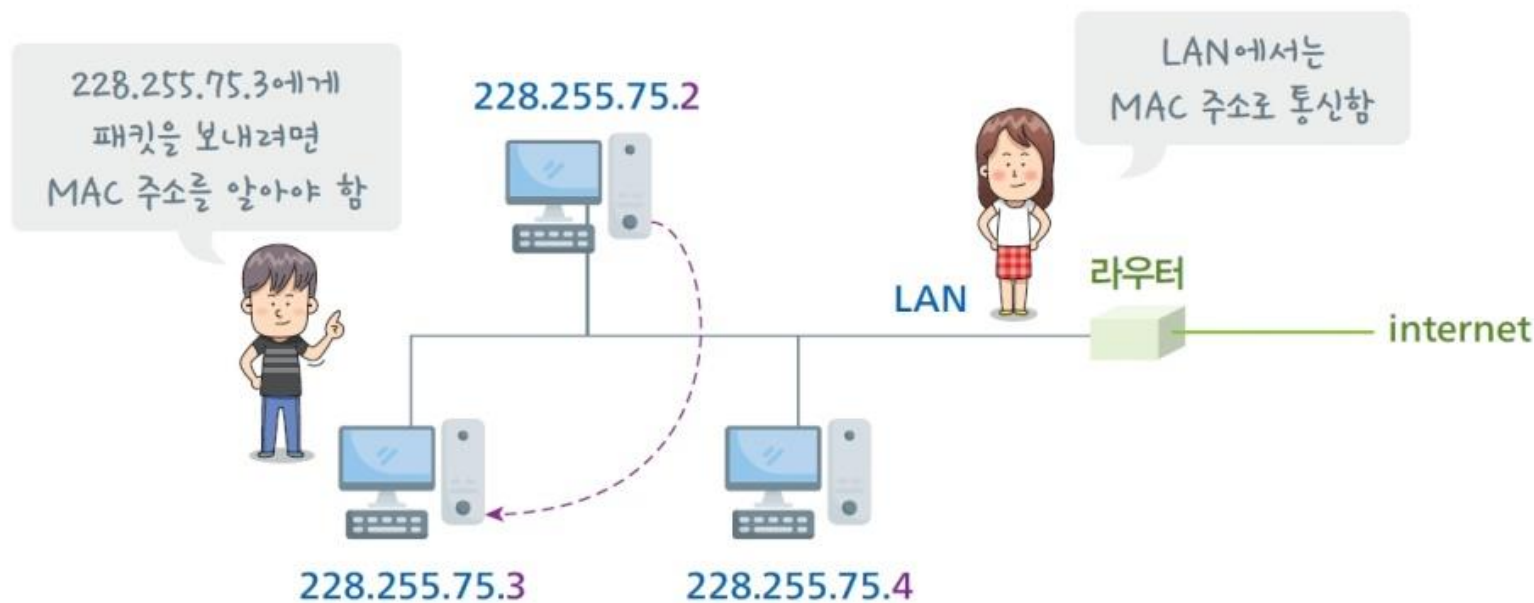 228.255.75.3에게
패킷을 보내려면
MAC 주소를 알아야 함
228.255.75.2
LAN에서는
MAC 주소로 통신함
LAN
라우터
internet
228.255.75.3
228.255.75.4